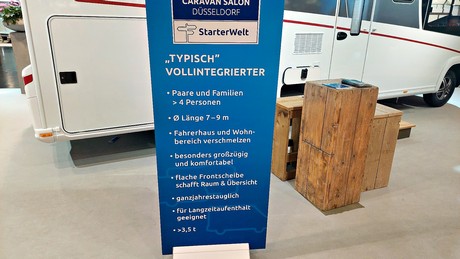 CARAVAN SALON
DÜSSELDORF
StarterWelt
„TYPISCH"
VOLLINTEGRIERTER
• Paare und Familien
> 4 Personen
• Ø Länge 7–9 m
• Fahrerhaus und Wohn-
bereich verschmelzen
• besonders großzügig
und komfortabel
• flache Frontscheibe
schafft Raum & Übersicht
• ganzjahrestauglich
• für Langzeitaufenthalt
geeignet
• >3,5 t